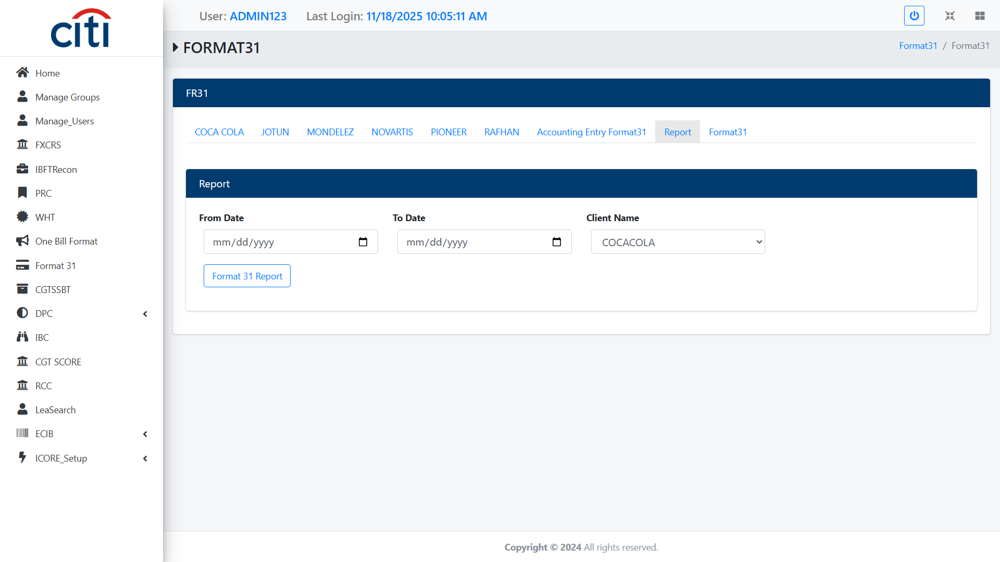 citi
User: ADMIN123 Last Login: 11/18/2025 10:05:11 AM
FORMAT31
Format31 / Format31
Home
Manage Groups
Manage_Users
FXCRS
IBFTRecon
PRC
WHT
One Bill Format
Format 31
CGTSSBT
DPC
IBC
CGT SCORE
RCC
LeaSearch
ECIB
ICORE_Setup
FR31
COCA COLA JOTUN MONDELEZ NOVARTIS PIONEER RAFHAN Accounting Entry Format31 Report Format31
Report
From Date To Date Client Name
mm/dd/yyyy mm/dd/yyyy COCACOLA
Format 31 Report
Copyright © 2024 All rights reserved.